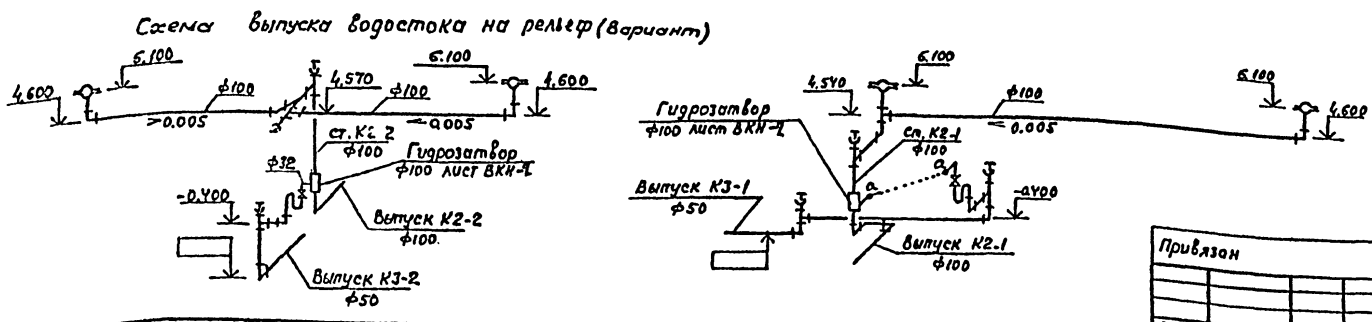 Схема выпуска водостока на рельеф (Вариант)
6.100
4.600
ф100
4.570
ф100
6.100
4.600
>0.005
<0.005
ст. К2-2
ф100
Гидрозатвор
ф100 лист ВКН-2
ф32
-0.400
Выпуск К2-2
ф100.
Выпуск К3-2
ф50
4.540
6.100
ф100
6.100
4.600
<0.005
Гидрозатвор
ф100 лист ВКН-2
Ст. К2-1
ф100
а
а
Выпуск К3-1
ф50
-0.400
Выпуск К2-1
ф100
Привязан